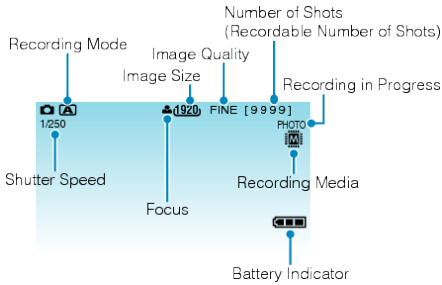 Number of Shots
(Recordable Number of Shots)
Recording Mode
Image Quality
Image Size
Recording in Progress
A 1920 FINE [9999]
1/250 PHOTO
M
Shutter Speed
Recording Media
Focus
Battery Indicator